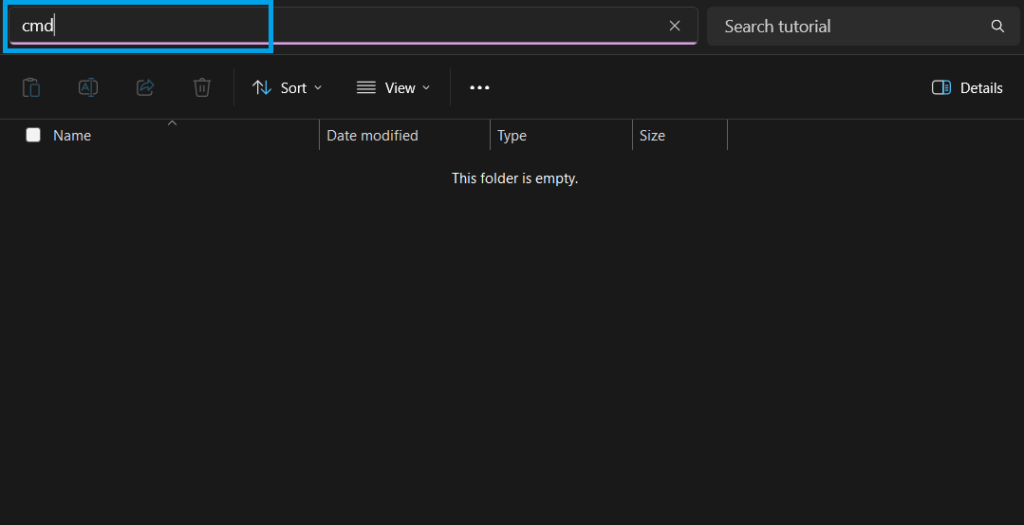 cmd
Search tutorial
Sort
View
Details
Name
Date modified
Type
Size
This folder is empty.